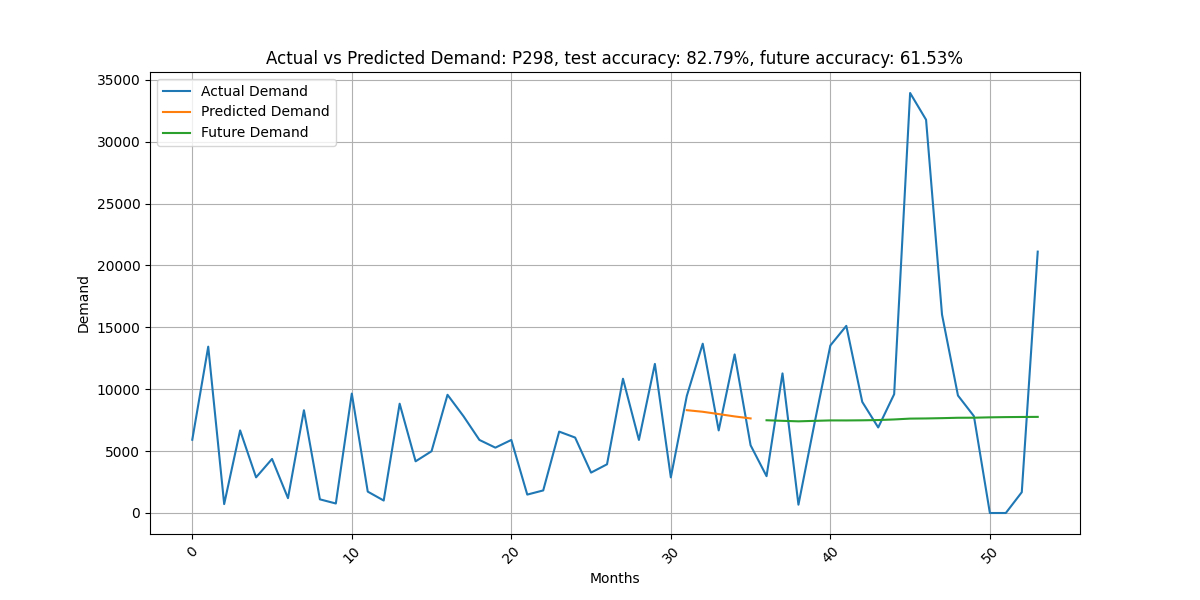 Actual vs Predicted Demand: P298, test accuracy: 82.79%, future accuracy: 61.53%
Actual Demand
Predicted Demand
Future Demand
35000
30000
25000
20000
15000
10000
5000
0
Demand
0 10 20 30 40 50
Months